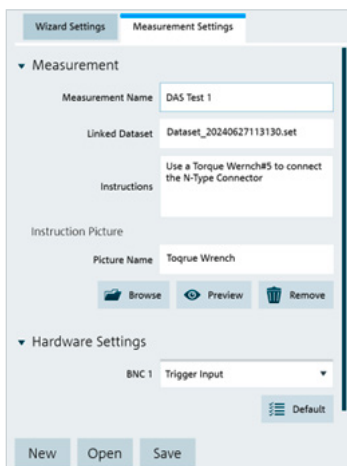 Wizard Settings Measurement Settings
Measurement
Measurement Name DAS Test 1
Linked Dataset Dataset_20240627113130.set
Instructions Use a Torque Wernch#5 to connect
the N-Type Connector
Instruction Picture
Picture Name Toqrue Wrench
Browse Preview Remove
Hardware Settings
BNC 1 Trigger Input
Default
New Open Save